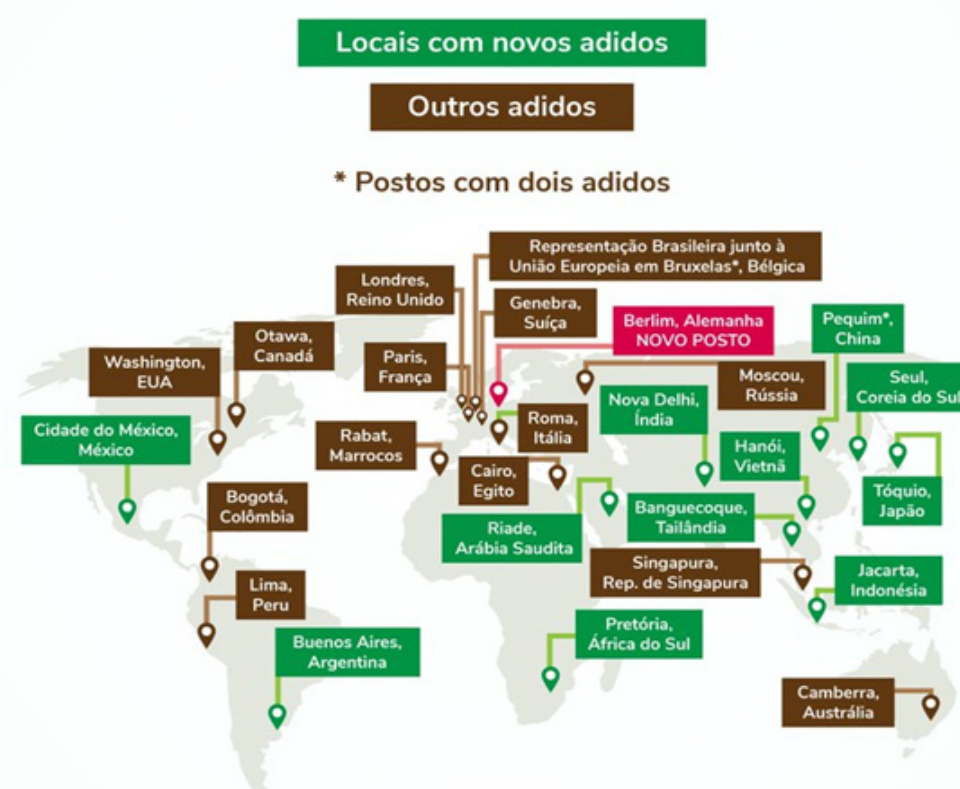 Locais com novos adidos
Outros adidos
* Postos com dois adidos
Representação Brasileira junto à
União Europeia em Bruxelas*, Bélgica
Londres,
Reino Unido
Genebra,
Suíça
Berlim, Alemanha
NOVO POSTO
Pequim*,
China
Otawa,
Canadá
Washington,
EUA
Paris,
França
Moscou,
Rússia
Seul,
Coreia do Sul
Nova Delhi,
Índia
Cidade do México,
México
Roma,
Itália
Rabat,
Marrocos
Hanói,
Vietnã
Cairo,
Egito
Tóquio,
Japão
Bogotá,
Colômbia
Banguecoque,
Tailândia
Riade,
Arábia Saudita
Singapura,
Rep. de Singapura
Jacarta,
Indonésia
Lima,
Peru
Pretória,
África do Sul
Buenos Aires,
Argentina
Camberra,
Austrália